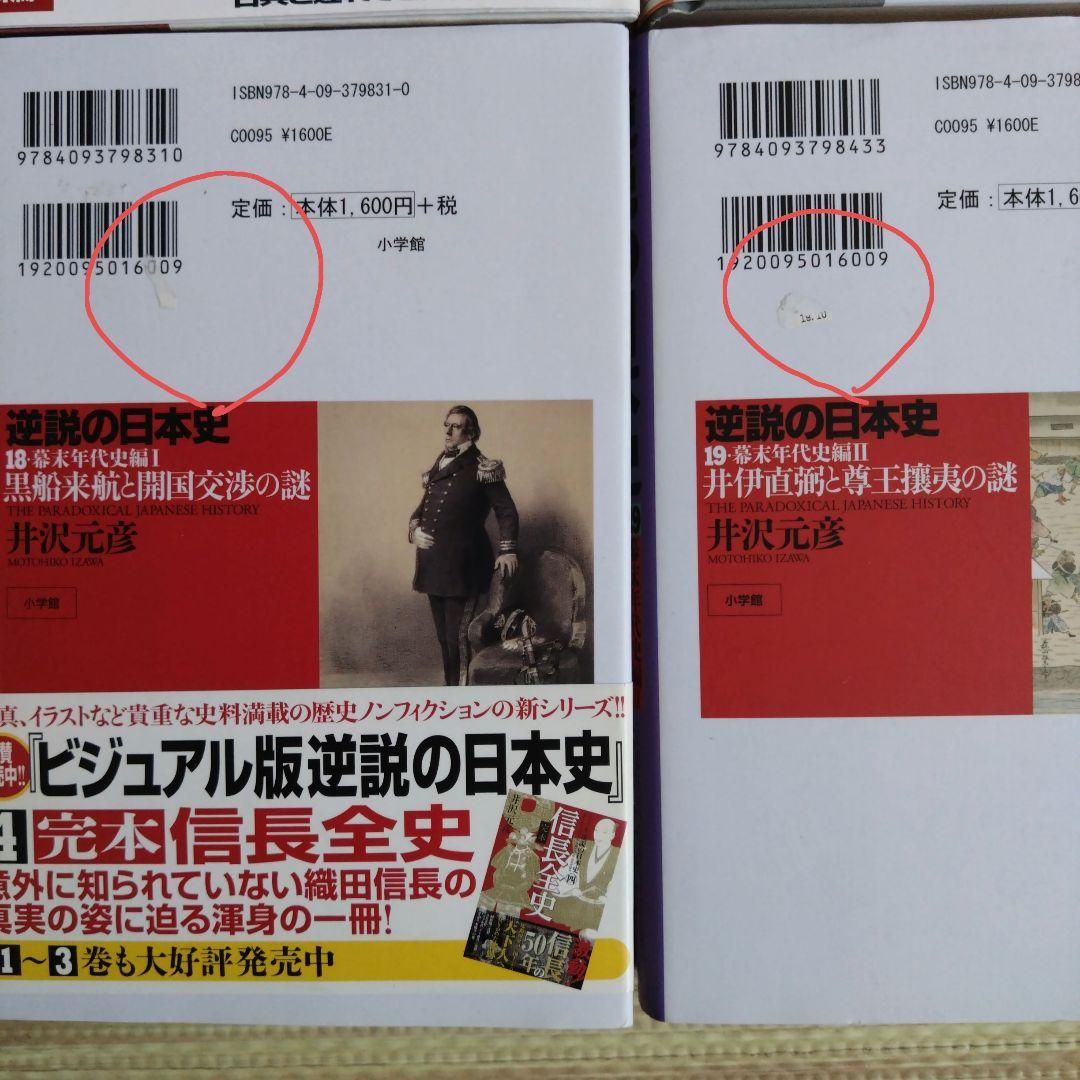 ISBN978-4-09-379831-0
C0095 ¥1600E
9784093798310
定価：本体1,600円＋税
小学館
1920095016009
逆説の日本史
18・幕末年代史編Ⅰ
黒船来航と開国交渉の謎
THE PARADOXICAL JAPANESE HISTORY
井沢元彦
MOTOHIKO IZAWA
小学館
真、イラストなど貴重な史料満載の歴史ノンフィクションの新シリーズ!!
『ビジュアル版逆説の日本史』
4 完本 信長全史
意外に知られていない織田信長の
真実の姿に迫る渾身の一冊!
1～3巻も大好評発売中
信長全史
ISBN978-4-09-3798
C0095 ¥1600E
9784093798433
定価：本体1,6
1920095016009
逆説の日本史
19・幕末年代史編Ⅱ
井伊直弼と尊王攘夷の謎
THE PARADOXICAL JAPANESE HISTORY
井沢元彦
MOTOHIKO IZAWA
小学館